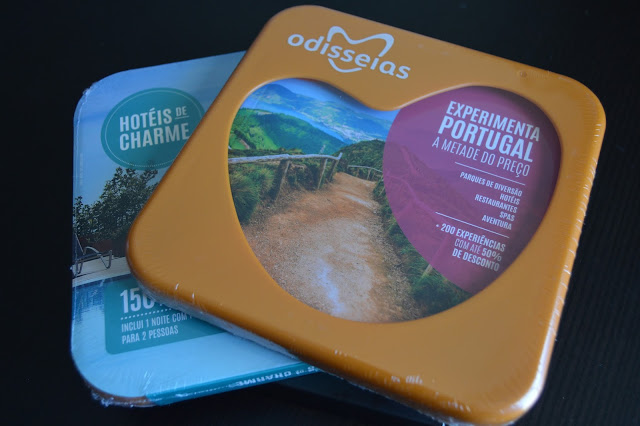 odisseias
EXPERIMENTA
PORTUGAL
A METADE DO PREÇO
PARQUES DE DIVERSÃO
HOTÉIS
RESTAURANTES
SPAS
AVENTURA
+ 200 EXPERIÊNCIAS
COM ATÉ 50%
DE DESCONTO
HOTÉIS DE
CHARME
INCLUI 1 NOITE COM
PARA 2 PESSOAS
CHARME